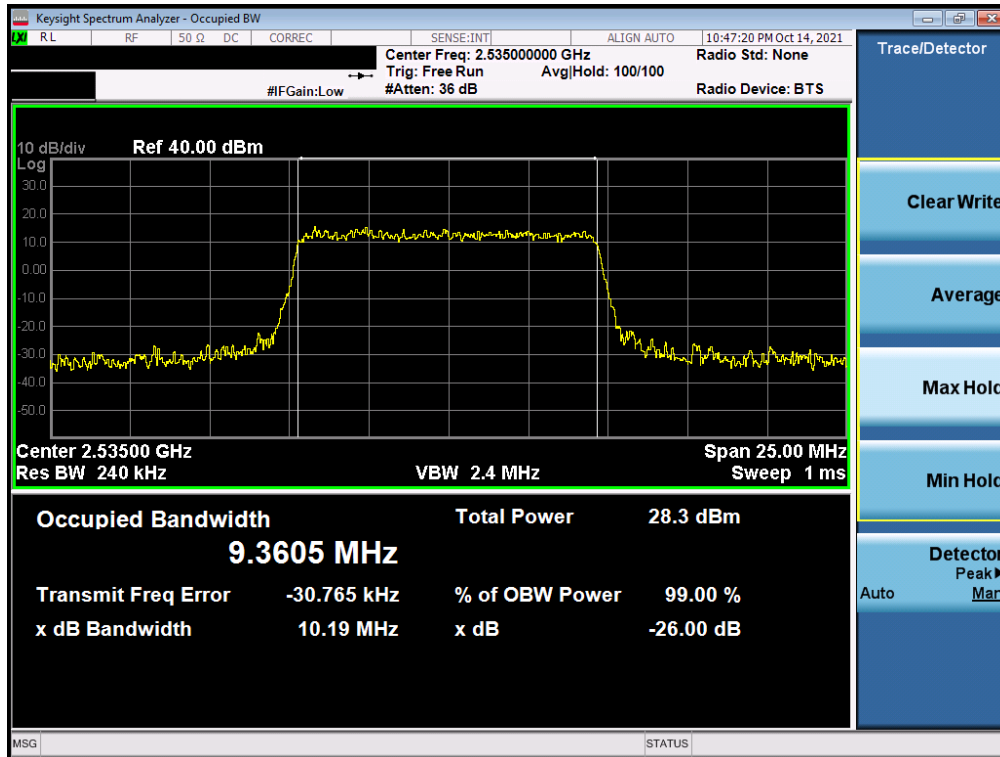 Keysight Spectrum Analyzer - Occupied BW
LXI RL RF 50 Ω DC CORREC SENSE:INT ALIGN AUTO 10:47:20 PM Oct 14, 2021
Center Freq: 2.535000000 GHz Radio Std: None
Trig: Free Run Avg|Hold: 100/100
#IFGain:Low #Atten: 36 dB Radio Device: BTS
10 dB/div Ref 40.00 dBm
Log
30.0
20.0
10.0
0.00
-10.0
-20.0
-30.0
-40.0
-50.0
Center 2.53500 GHz Span 25.00 MHz
Res BW 240 kHz VBW 2.4 MHz Sweep 1 ms
Occupied Bandwidth Total Power 28.3 dBm
9.3605 MHz
Transmit Freq Error -30.765 kHz % of OBW Power 99.00 %
x dB Bandwidth 10.19 MHz x dB -26.00 dB
Trace/Detector
Clear Write
Average
Max Hold
Min Hold
Detector
Peak
Auto Man
MSG STATUS